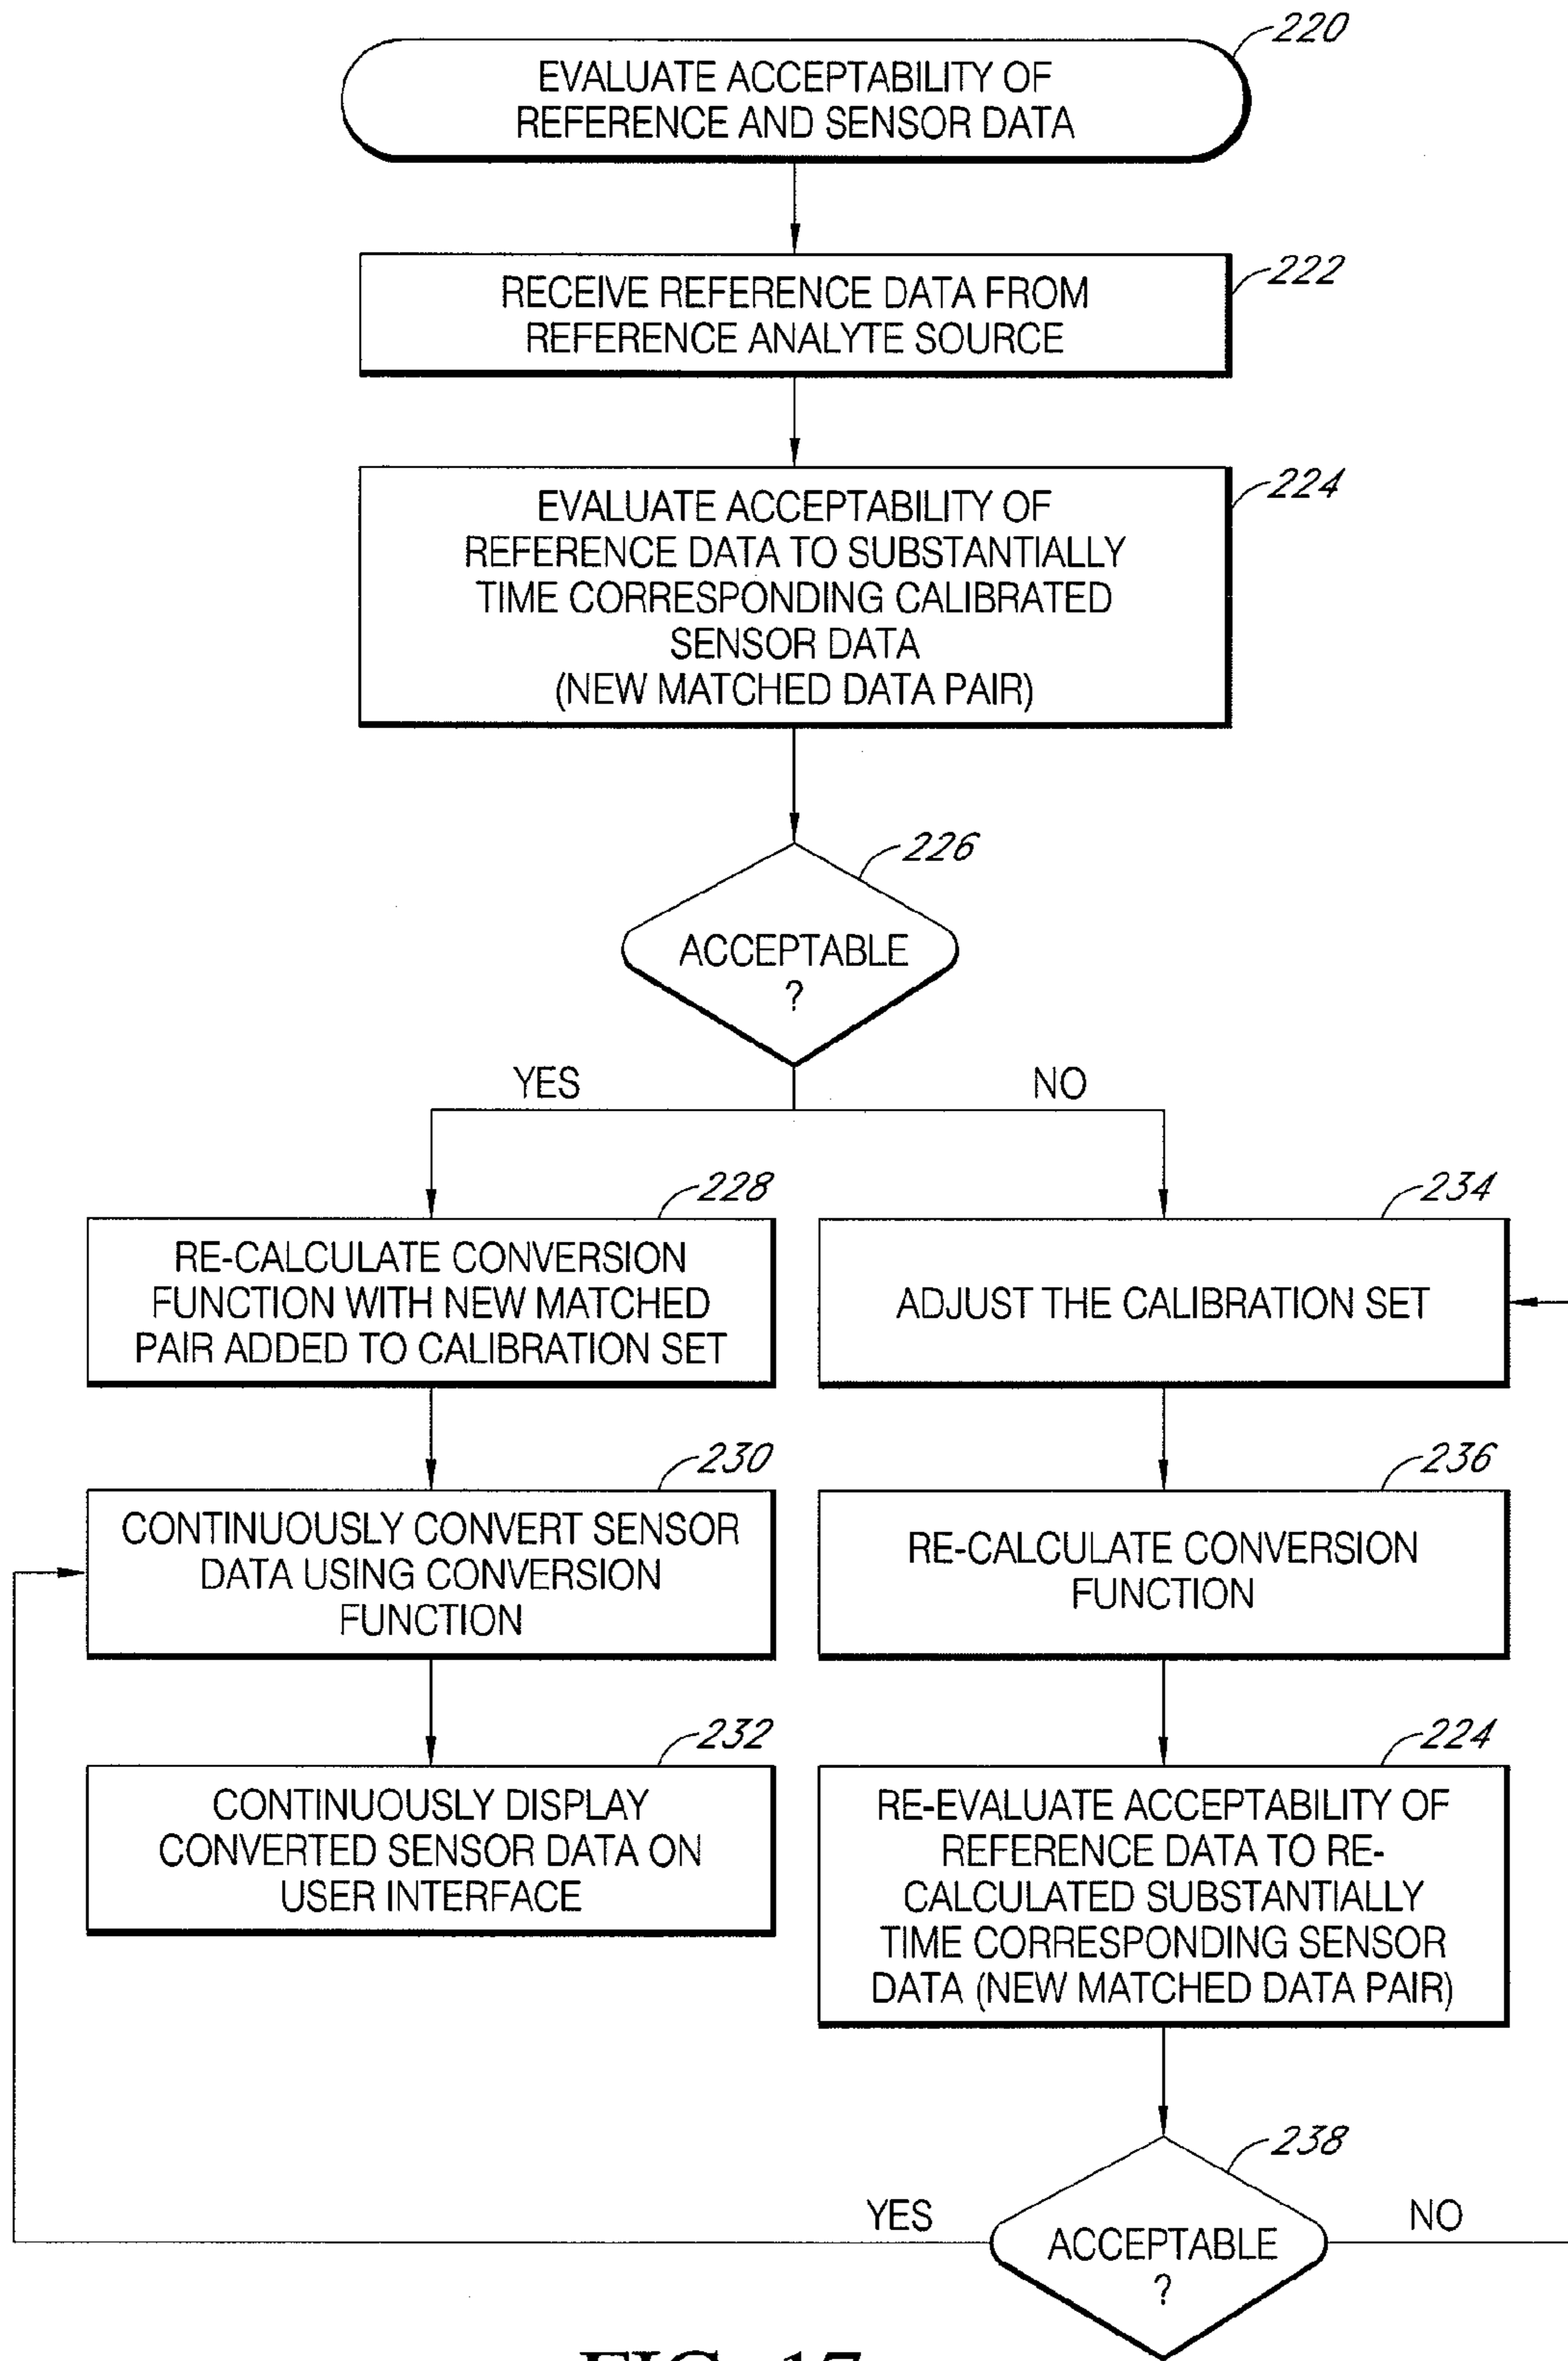 220
EVALUATE ACCEPTABILITY OF
REFERENCE AND SENSOR DATA
222
RECEIVE REFERENCE DATA FROM
REFERENCE ANALYTE SOURCE
224
EVALUATE ACCEPTABILITY OF
REFERENCE DATA TO SUBSTANTIALLY
TIME CORRESPONDING CALIBRATED
SENSOR DATA
(NEW MATCHED DATA PAIR)
226
ACCEPTABLE
?
YES
NO
228
RE-CALCULATE CONVERSION
FUNCTION WITH NEW MATCHED
PAIR ADDED TO CALIBRATION SET
234
ADJUST THE CALIBRATION SET
230
CONTINUOUSLY CONVERT SENSOR
DATA USING CONVERSION
FUNCTION
236
RE-CALCULATE CONVERSION
FUNCTION
232
CONTINUOUSLY DISPLAY
CONVERTED SENSOR DATA ON
USER INTERFACE
224
RE-EVALUATE ACCEPTABILITY OF
REFERENCE DATA TO RE-
CALCULATED SUBSTANTIALLY
TIME CORRESPONDING SENSOR
DATA (NEW MATCHED DATA PAIR)
238
YES
ACCEPTABLE
?
NO
FIG. 17